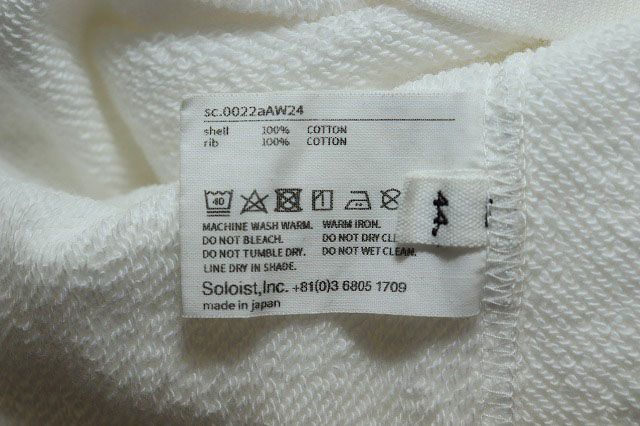 sc.0022aAW24
shell 100% COTTON
rib 100% COTTON
40
MACHINE WASH WARM. WARM IRON.
DO NOT BLEACH. DO NOT DRY CLE
DO NOT TUMBLE DRY. DO NOT WET CLEAN.
LINE DRY IN SHADE.
Soloist,Inc. +81(0)3 6805 1709
made in japan
44